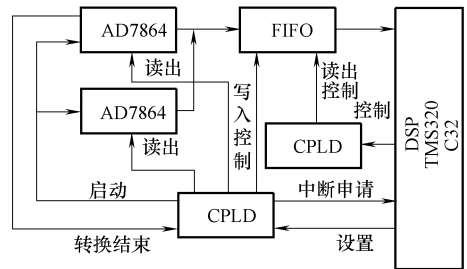 AD7864
FIFO
读出
AD7864
读出
写入控制
读出
控制
控制
CPLD
DSP
TMS320
C32
启动
CPLD
中断申请
转换结束
设置